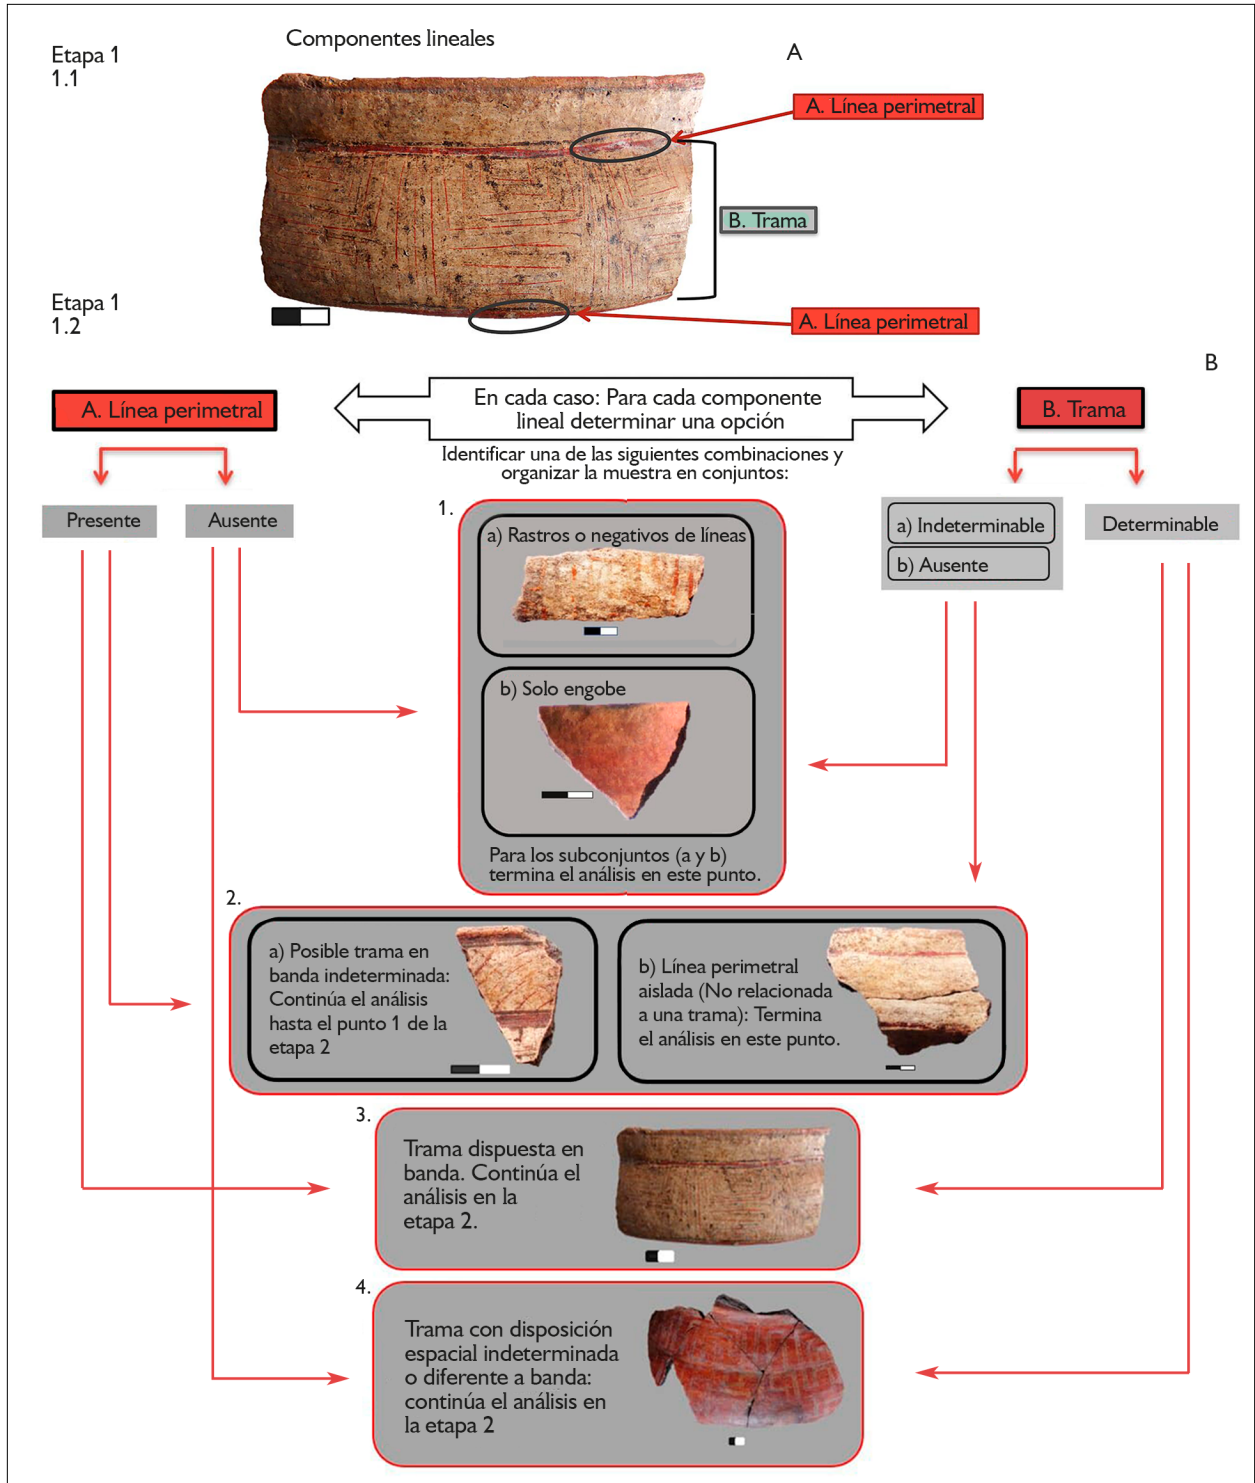 Etapa 1
1.1
Componentes lineales
A
A. Línea perimetral
B. Trama
Etapa 1
1.2
A. Línea perimetral
B
A. Línea perimetral
En cada caso: Para cada componente
lineal determinar una opción
B. Trama
Identificar una de las siguientes combinaciones y
organizar la muestra en conjuntos:
Presente
Ausente
a) Indeterminable
b) Ausente
Determinable
1.
a) Rastros o negativos de líneas
b) Solo engobe
Para los subconjuntos (a y b)
termina el análisis en este punto.
2.
a) Posible trama en
banda indeterminada:
Continúa el análisis
hasta el punto 1 de la
etapa 2
b) Línea perimetral
aislada (No relacionada
a una trama): Termina
el análisis en este punto.
3.
Trama dispuesta en
banda. Continúa el
análisis en la
etapa 2.
4.
Trama con disposición
espacial indeterminada
o diferente a banda:
continúa el análisis en
la etapa 2